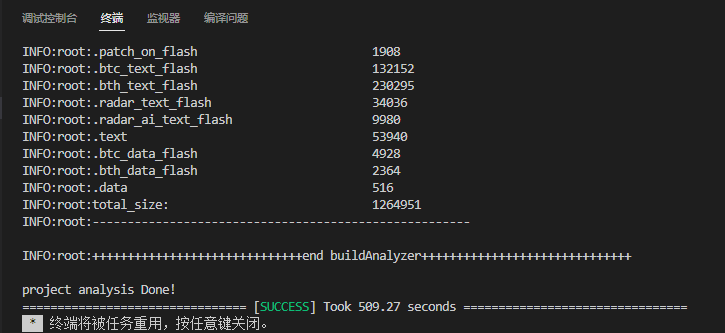 调试控制台 终端 监视器 编译问题
INFO:root:.patch_on_flash 1908
INFO:root:.btc_text_flash 132152
INFO:root:.bth_text_flash 230295
INFO:root:.radar_text_flash 34036
INFO:root:.radar_ai_text_flash 9980
INFO:root:.text 53940
INFO:root:.btc_data_flash 4928
INFO:root:.bth_data_flash 2364
INFO:root:.data 516
INFO:root:total_size: 1264951
INFO:root:------------------------------------------------------
INFO:root:++++++++++++++++++++++++++++++end buildAnalyzer++++++++++++++++++++++++++++++
project analysis Done!
================================ [SUCCESS] Took 509.27 seconds ================================
* 终端将被任务重用，按任意键关闭。